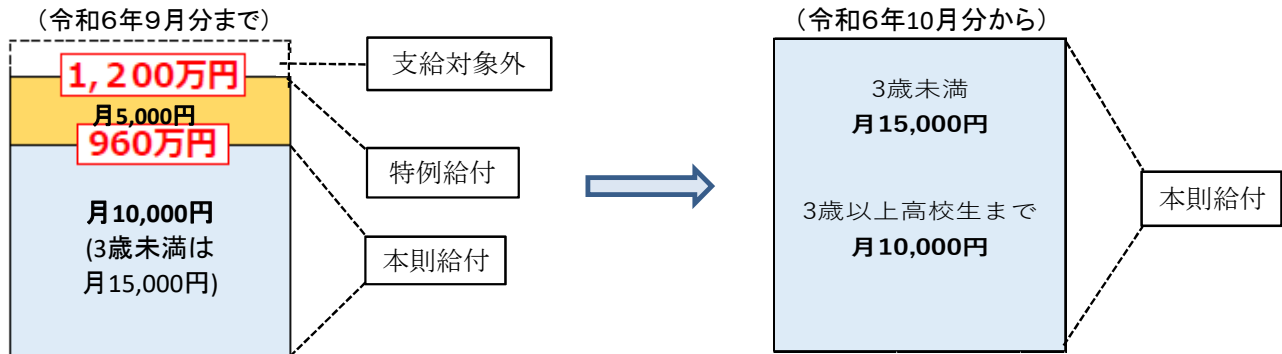 （令和6年９月分まで）
1,２00万円
月5,000円
960万円
月10,000円
(3歳未満は
月15,000円)
支給対象外
特例給付
本則給付
（令和6年10月分から）
3歳未満
月15,000円
3歳以上高校生まで
月10,000円
本則給付